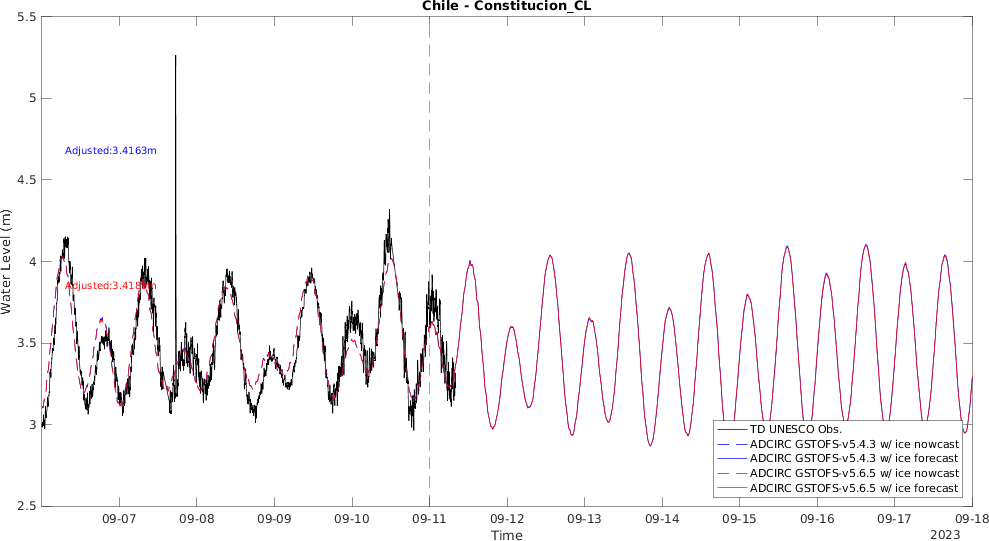 Chile - Constitucion_CL
5.5
5
4.5
4
3.5
3
2.5
Water Level (m)
Adjusted:3.4163m
TD UNESCO Obs.
ADCIRC GSTOFS-v5.4.3 w/ ice nowcast
ADCIRC GSTOFS-v5.4.3 w/ ice forecast
ADCIRC GSTOFS-v5.6.5 w/ ice nowcast
ADCIRC GSTOFS-v5.6.5 w/ ice forecast
09-07 09-08 09-09 09-10 09-11 09-12 09-13 09-14 09-15 09-16 09-17 09-18
Time
2023